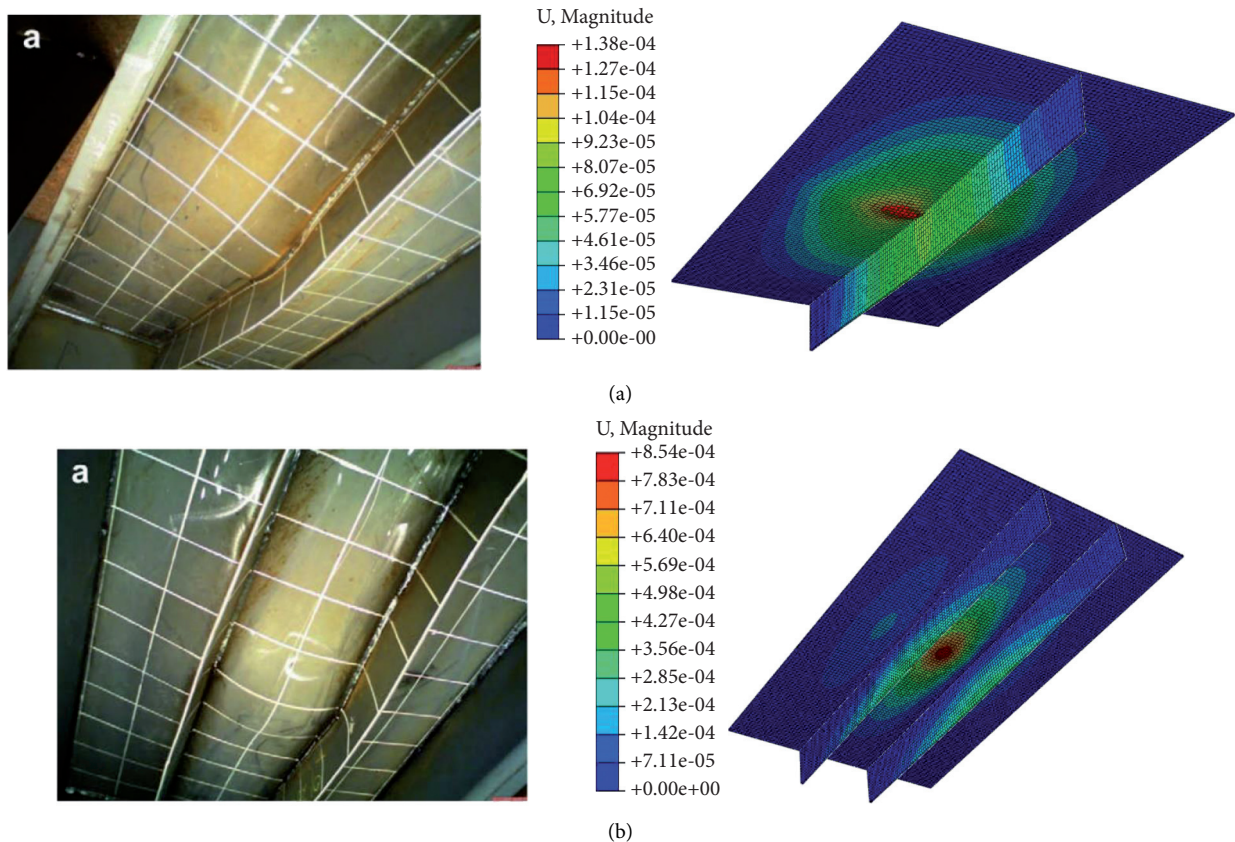 a
U, Magnitude
+1.38e-04
+1.27e-04
+1.15e-04
+1.04e-04
+9.23e-05
+8.07e-05
+6.92e-05
+5.77e-05
+4.61e-05
+3.46e-05
+2.31e-05
+1.15e-05
+0.00e-00
(a)
a
U, Magnitude
+8.54e-04
+7.83e-04
+7.11e-04
+6.40e-04
+5.69e-04
+4.98e-04
+4.27e-04
+3.56e-04
+2.85e-04
+2.13e-04
+1.42e-04
+7.11e-05
+0.00e+00
(b)